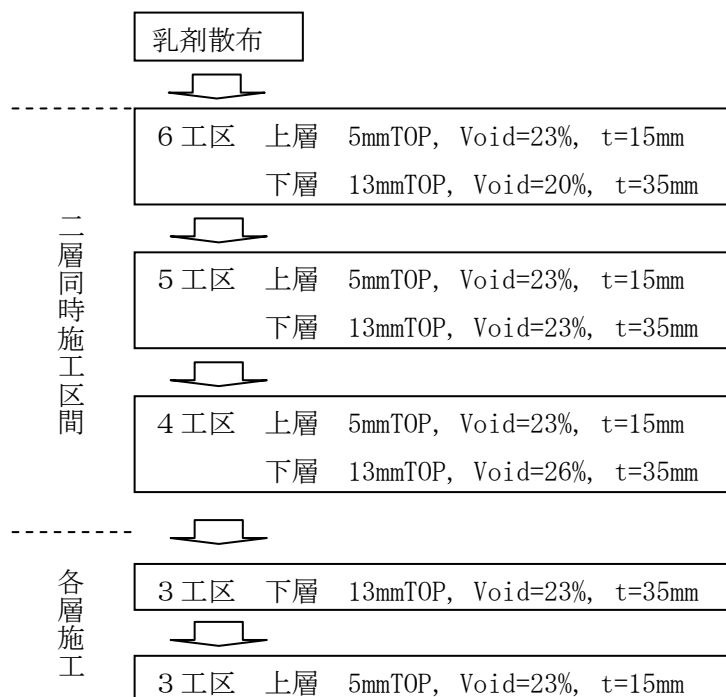 乳剤散布
６工区　上層　5mmTOP, Void=23%, t=15mm
下層　13mmTOP, Void=20%, t=35mm
二層同時施工区間
５工区　上層　5mmTOP, Void=23%, t=15mm
下層　13mmTOP, Void=23%, t=35mm
４工区　上層　5mmTOP, Void=23%, t=15mm
下層　13mmTOP, Void=26%, t=35mm
各層施工
３工区　下層　13mmTOP, Void=23%, t=35mm
３工区　上層　5mmTOP, Void=23%, t=15mm